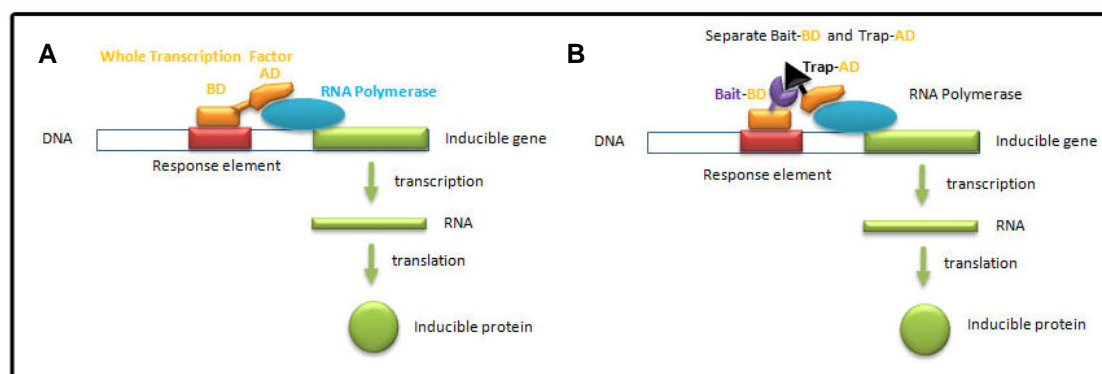 A
Whole Transcription Factor
BD
AD
RNA Polymerase
DNA
Inducible gene
Response element
transcription
RNA
translation
Inducible protein
B
Separate Bait-BD and Trap-AD
Trap-AD
Bait-BD
RNA Polymerase
DNA
Inducible gene
Response element
transcription
RNA
translation
Inducible protein